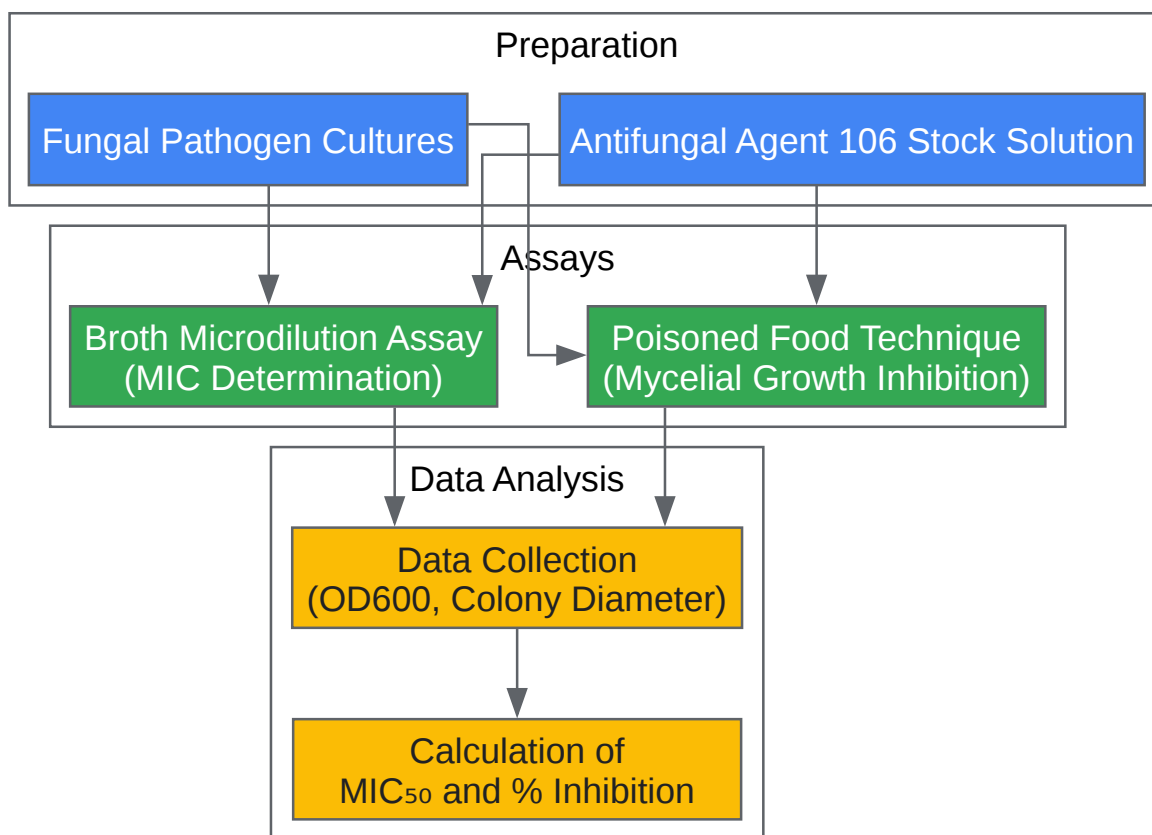 Preparation
Fungal Pathogen Cultures
Antifungal Agent 106 Stock Solution
Assays
Broth Microdilution Assay
(MIC Determination)
Poisoned Food Technique
(Mycelial Growth Inhibition)
Data Analysis
Data Collection
(OD600, Colony Diameter)
Calculation of
MIC₅₀ and % Inhibition